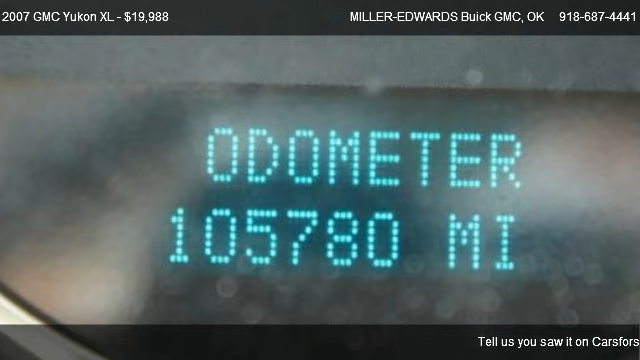 2007 GMC Yukon XL - $19,988 MILLER-EDWARDS Buick GMC, OK 918-687-4441
ODOMETER
105780 MI
Tell us you saw it on Carsfors